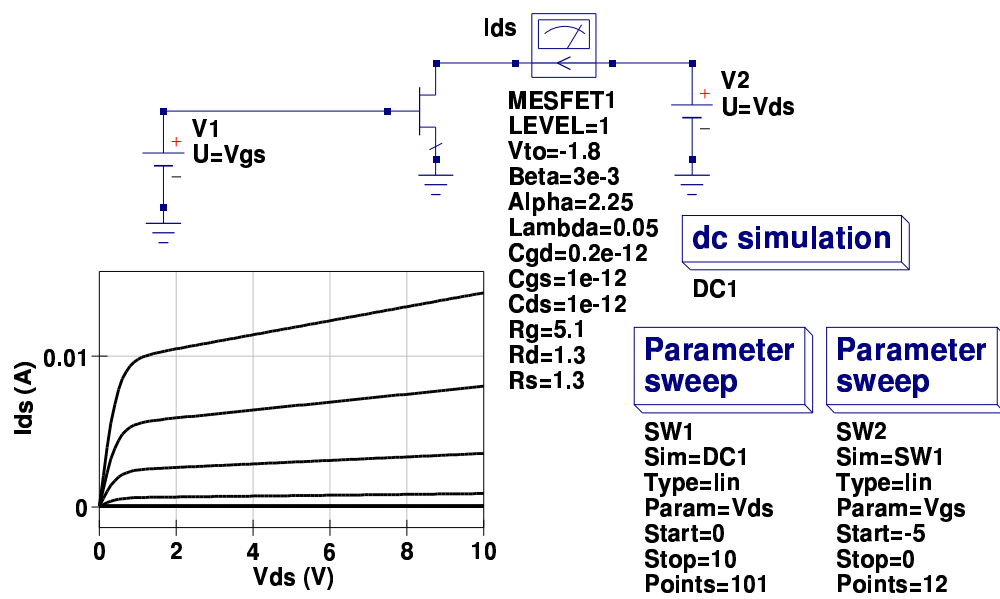 Ids
V1
U=Vgs
+
−
MESFET1
LEVEL=1
Vto=-1.8
Beta=3e-3
Alpha=2.25
Lambda=0.05
Cgd=0.2e-12
Cgs=1e-12
Cds=1e-12
Rg=5.1
Rd=1.3
Rs=1.3
V2
U=Vds
+
−
dc simulation
DC1
Parameter
sweep
SW1
Sim=DC1
Type=lin
Param=Vds
Start=0
Stop=10
Points=101
Parameter
sweep
SW2
Sim=SW1
Type=lin
Param=Vgs
Start=-5
Stop=0
Points=12
Ids (A)
0.01
0
0 2 4 6 8 10
Vds (V)